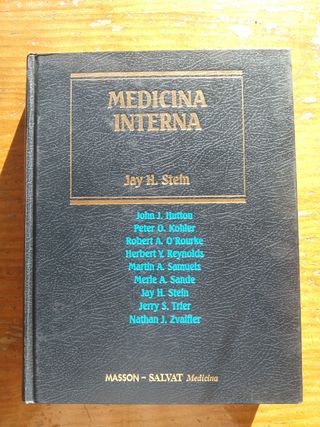 MEDICINA
INTERNA
Jay H. Stein
John J. Hutton
Peter O. Kohler
Robert A. O'Rourke
Herbert Y. Reynolds
Martin A. Samuels
Merle A. Sande
Jay H. Stein
Jerry S. Trier
Nathan J. Zvaifler
MASSON - SALVAT Medicina